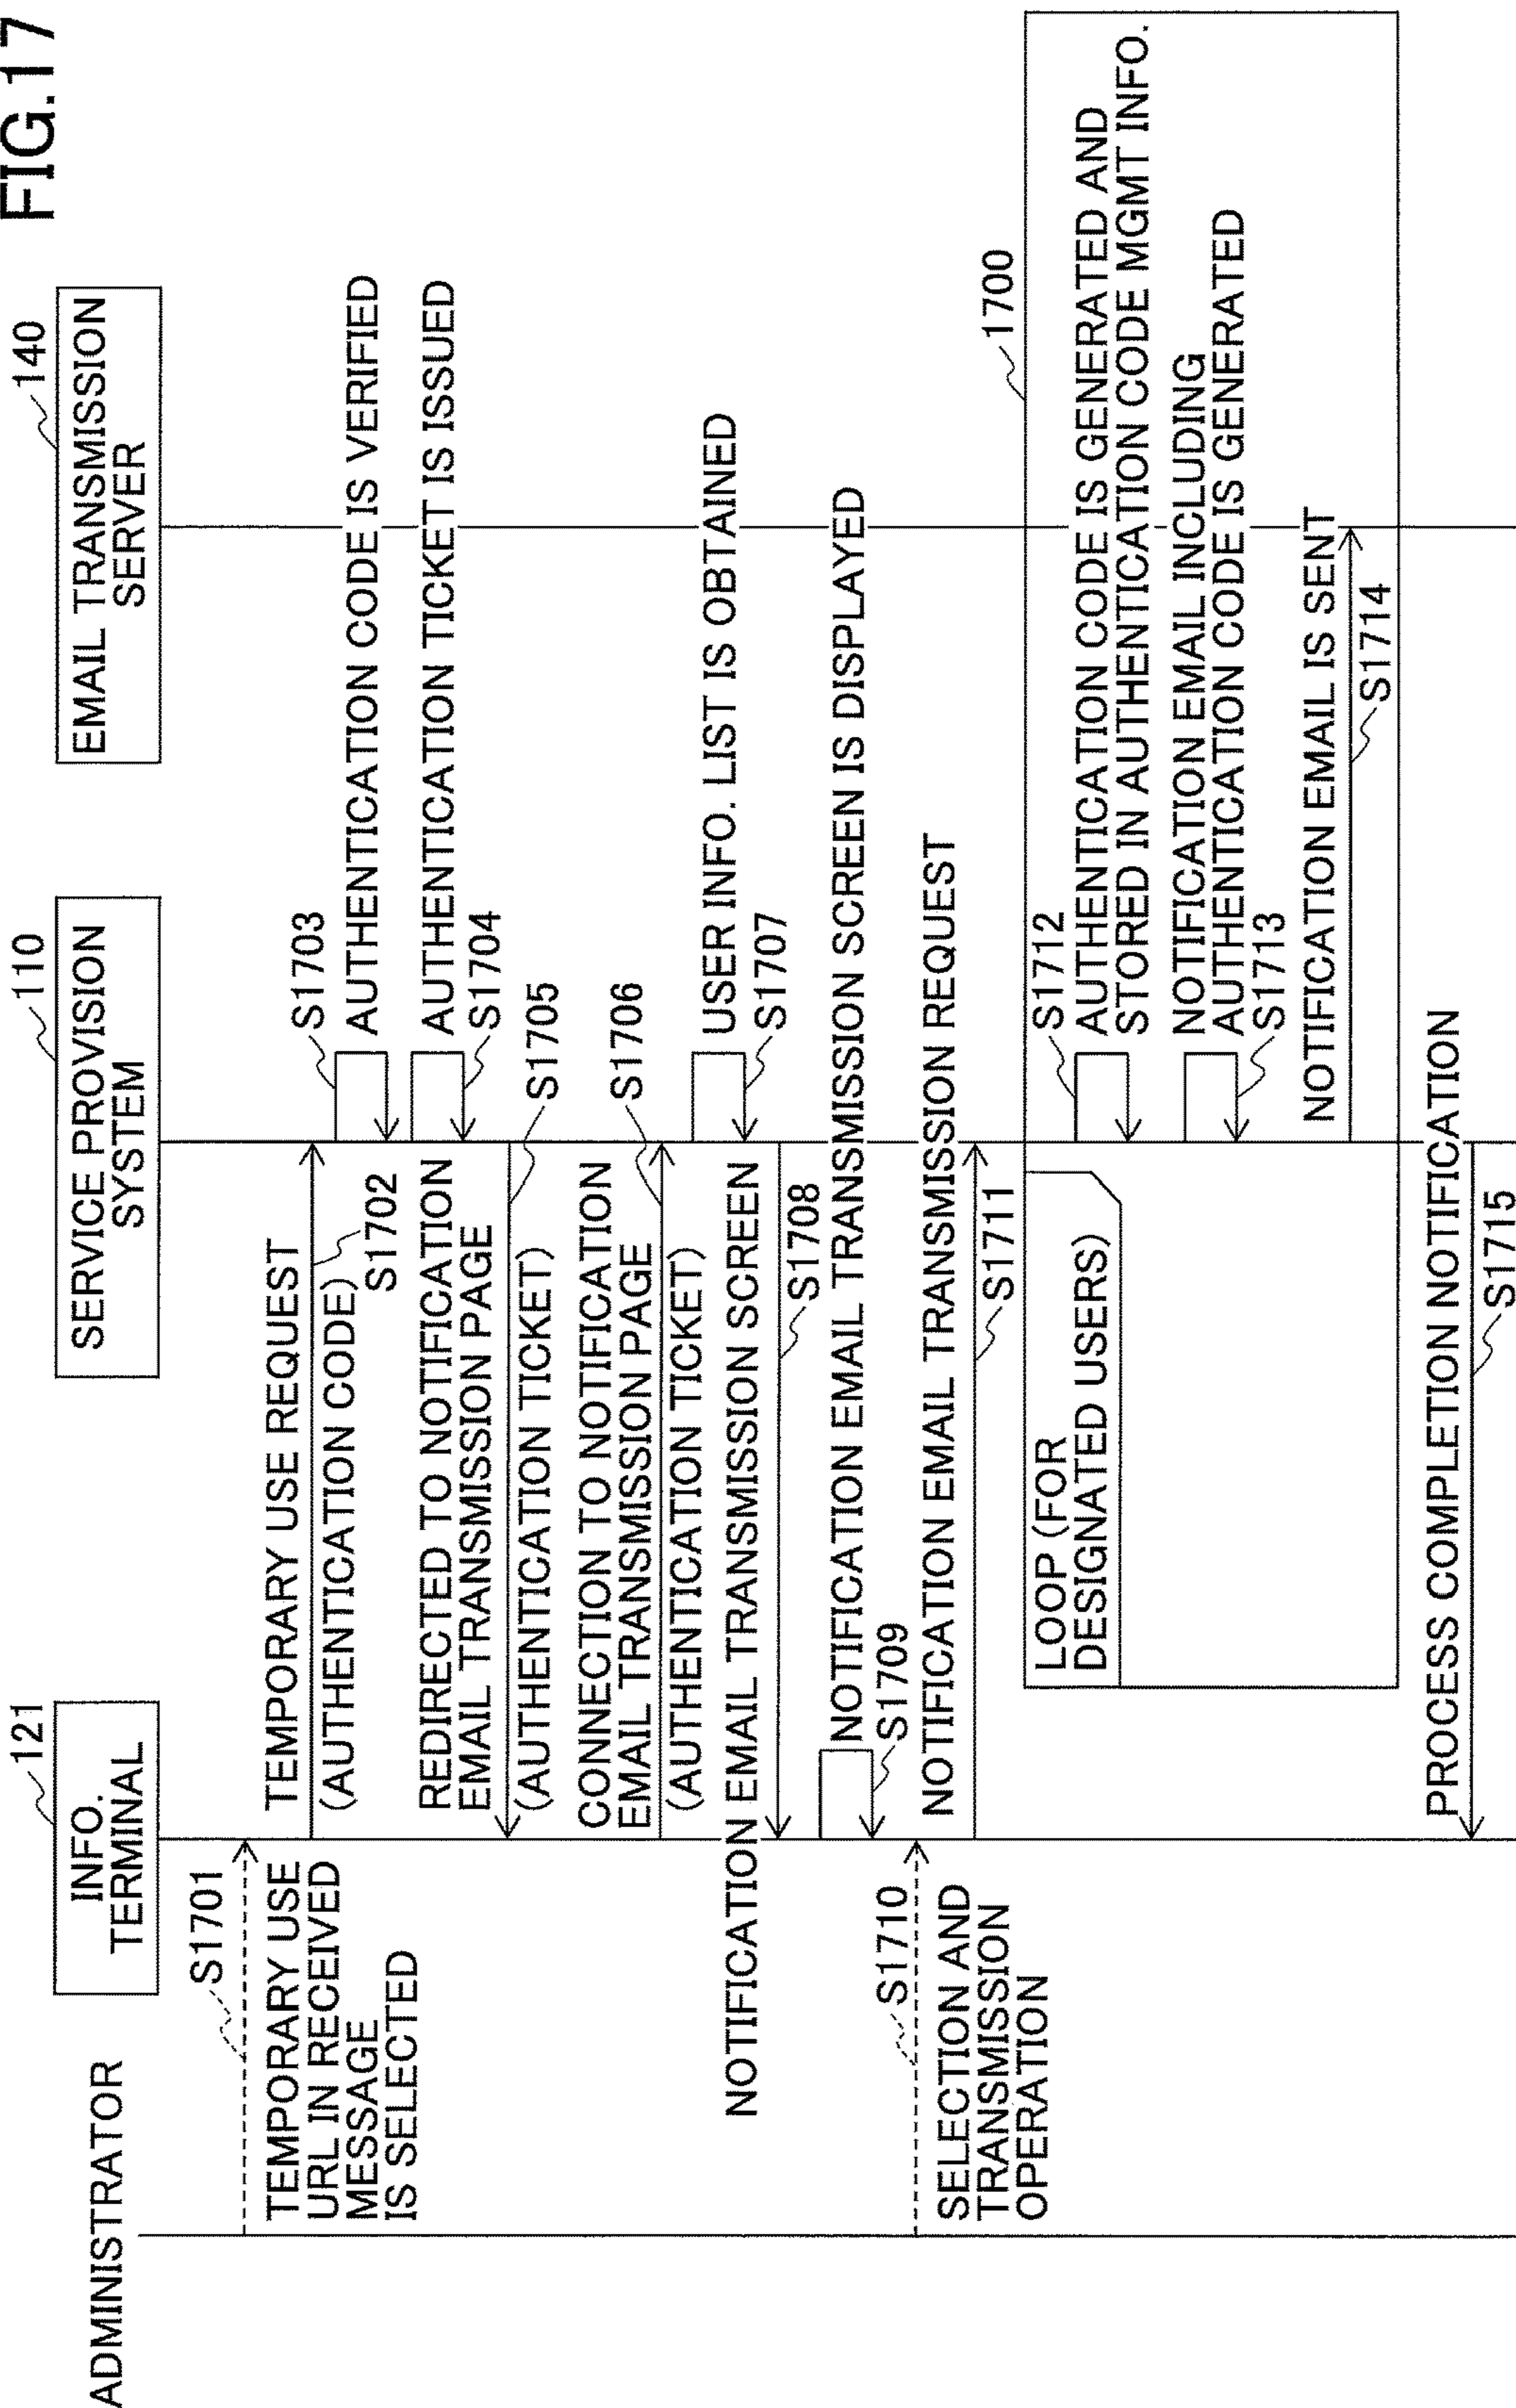 FIG.17
ADMINISTRATOR
121
INFO.
TERMINAL
110
SERVICE PROVISION
SYSTEM
140
EMAIL TRANSMISSION
SERVER
S1701
TEMPORARY USE
URL IN RECEIVED
MESSAGE
IS SELECTED
TEMPORARY USE REQUEST
(AUTHENTICATION CODE)
S1702
S1703
AUTHENTICATION CODE IS VERIFIED
AUTHENTICATION TICKET IS ISSUED
S1704
REDIRECTED TO NOTIFICATION
EMAIL TRANSMISSION PAGE
(AUTHENTICATION TICKET)
S1705
CONNECTION TO NOTIFICATION
EMAIL TRANSMISSION PAGE
(AUTHENTICATION TICKET)
S1706
USER INFO. LIST IS OBTAINED
S1707
NOTIFICATION EMAIL TRANSMISSION SCREEN
S1708
NOTIFICATION EMAIL TRANSMISSION SCREEN IS DISPLAYED
S1709
S1710
SELECTION AND
TRANSMISSION
OPERATION
NOTIFICATION EMAIL TRANSMISSION REQUEST
S1711
1700
LOOP (FOR
DESIGNATED USERS)
S1712
AUTHENTICATION CODE IS GENERATED AND
STORED IN AUTHENTICATION CODE MGMT INFO.
NOTIFICATION EMAIL INCLUDING
AUTHENTICATION CODE IS GENERATED
S1713
NOTIFICATION EMAIL IS SENT
S1714
PROCESS COMPLETION NOTIFICATION
S1715